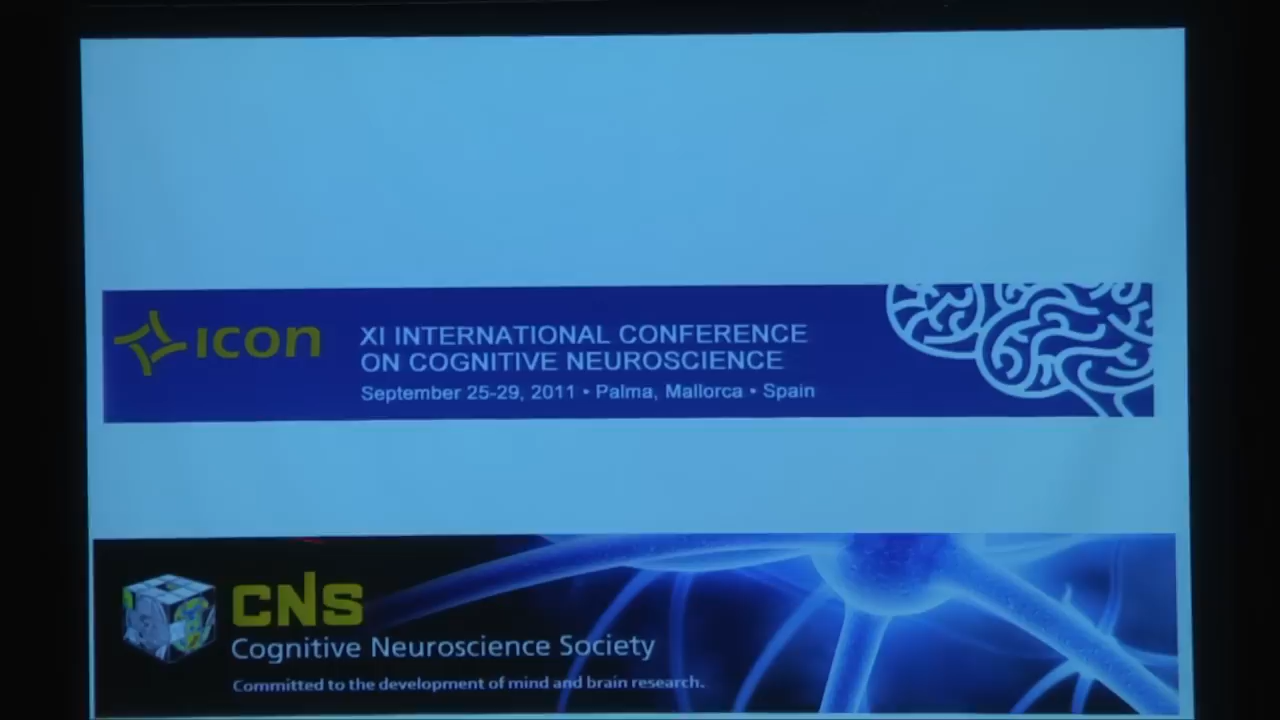 ıcon
XI INTERNATIONAL CONFERENCE
ON COGNITIVE NEUROSCIENCE
September 25-29, 2011 • Palma, Mallorca • Spain
CNS
Cognitive Neuroscience Society
Committed to the development of mind and brain research.